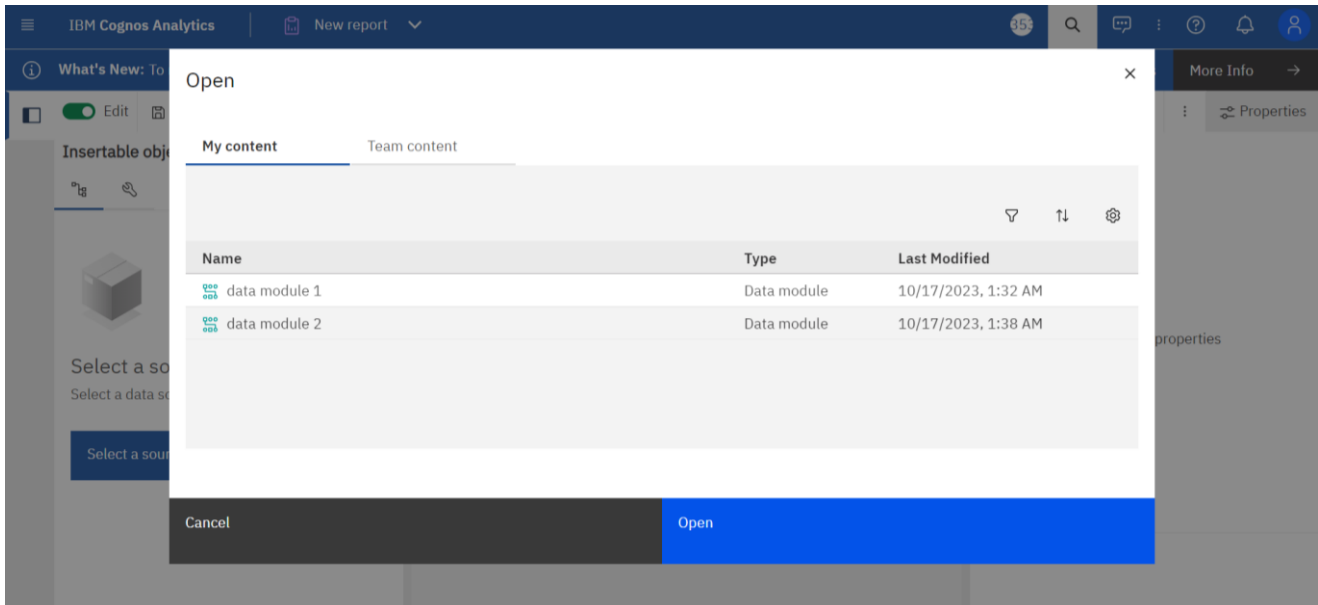 IBM Cognos Analytics
New report
What's New: To
More Info
Open
Edit
Properties
My content
Team content
Insertable obje
Name Type Last Modified
data module 1 Data module 10/17/2023, 1:32 AM
data module 2 Data module 10/17/2023, 1:38 AM
properties
Select a so
Select a data so
Select a sour
Cancel
Open